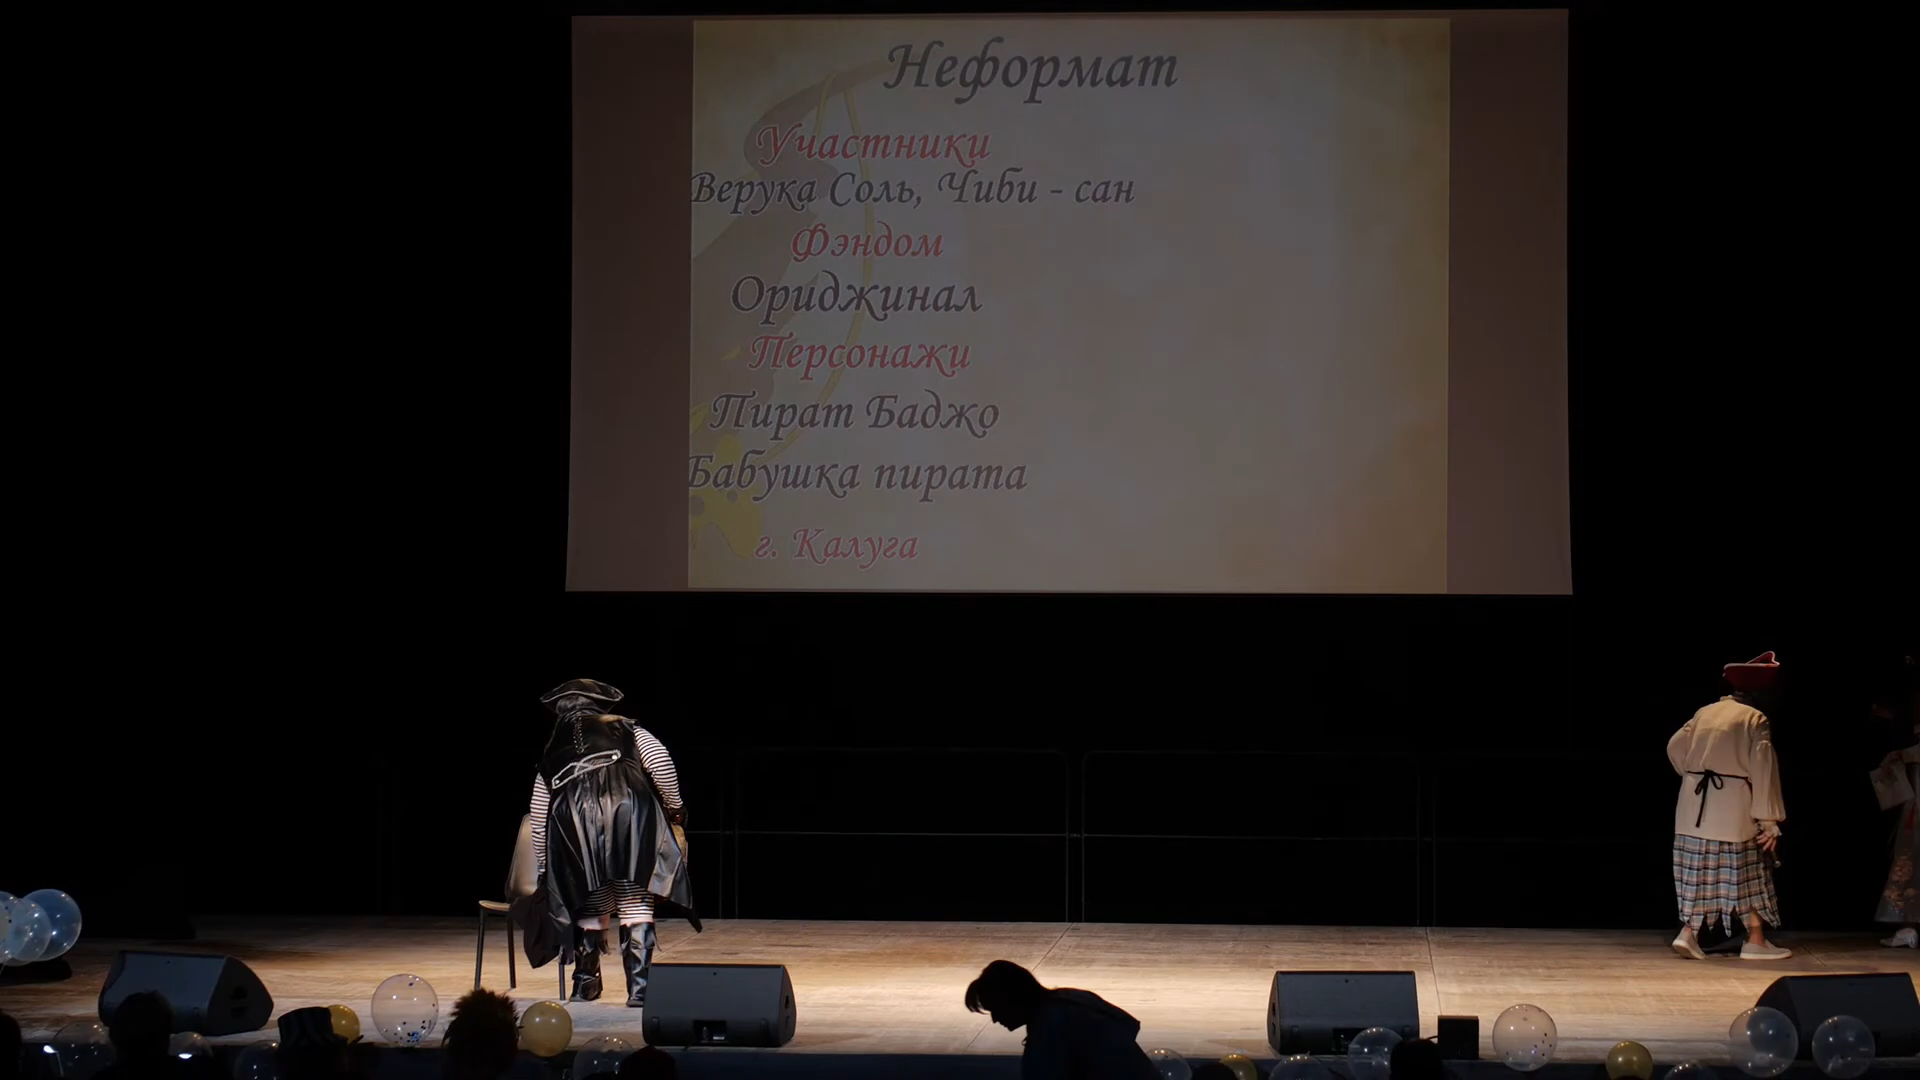 Неформат
Участники
Верука Соль, Чиби - сан
Фэндом
Ориджинал
Персонажи
Пират Баджо
Бабушка пирата
г. Калуга